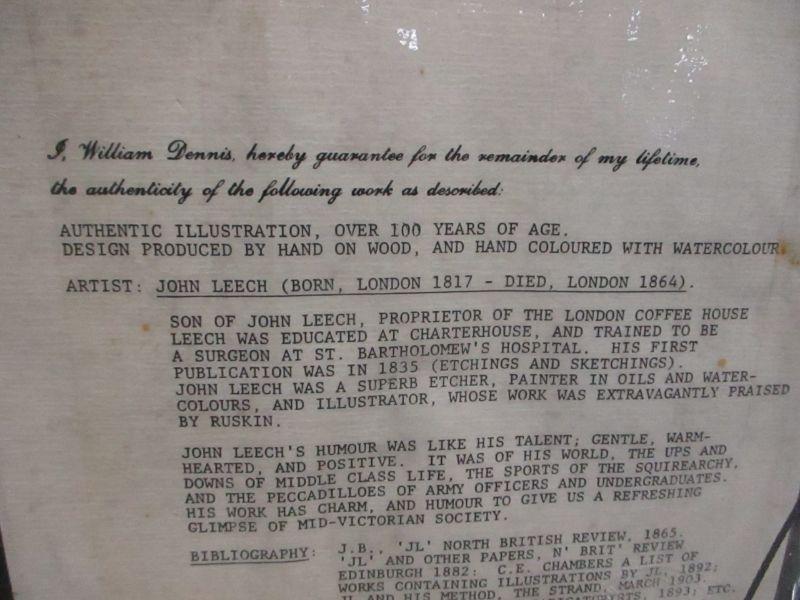 I, William Dennis, hereby guarantee for the remainder of my lifetime,
the authenticity of the following work as described:
AUTHENTIC ILLUSTRATION, OVER 100 YEARS OF AGE.
DESIGN PRODUCED BY HAND ON WOOD, AND HAND COLOURED WITH WATERCOLOUR.
ARTIST: JOHN LEECH (BORN, LONDON 1817 - DIED, LONDON 1864).
SON OF JOHN LEECH, PROPRIETOR OF THE LONDON COFFEE HOUSE
LEECH WAS EDUCATED AT CHARTERHOUSE, AND TRAINED TO BE
A SURGEON AT ST. BARTHOLOMEW'S HOSPITAL. HIS FIRST
PUBLICATION WAS IN 1835 (ETCHINGS AND SKETCHINGS).
JOHN LEECH WAS A SUPERB ETCHER, PAINTER IN OILS AND WATER-
COLOURS, AND ILLUSTRATOR, WHOSE WORK WAS EXTRAVAGANTLY PRAISED
BY RUSKIN.
JOHN LEECH'S HUMOUR WAS LIKE HIS TALENT; GENTLE, WARM-
HEARTED, AND POSITIVE. IT WAS OF HIS WORLD, THE UPS AND
DOWNS OF MIDDLE CLASS LIFE, THE SPORTS OF THE SQUIREARCHY,
AND THE PECCADILLOES OF ARMY OFFICERS AND UNDERGRADUATES.
HIS WORK HAS CHARM, AND HUMOUR TO GIVE US A REFRESHING
GLIMPSE OF MID-VICTORIAN SOCIETY.
BIBLIOGRAPHY: J.B., 'JL' NORTH BRITISH REVIEW, 1865.
'JL' AND OTHER PAPERS, N' BRIT' REVIEW
EDINBURGH 1882: C.E. CHAMBERS A LIST OF
WORKS CONTAINING ILLUSTRATIONS BY JL, 1892;
JL AND HIS METHOD, THE STRAND, MARCH 1903.
1893; ETC.